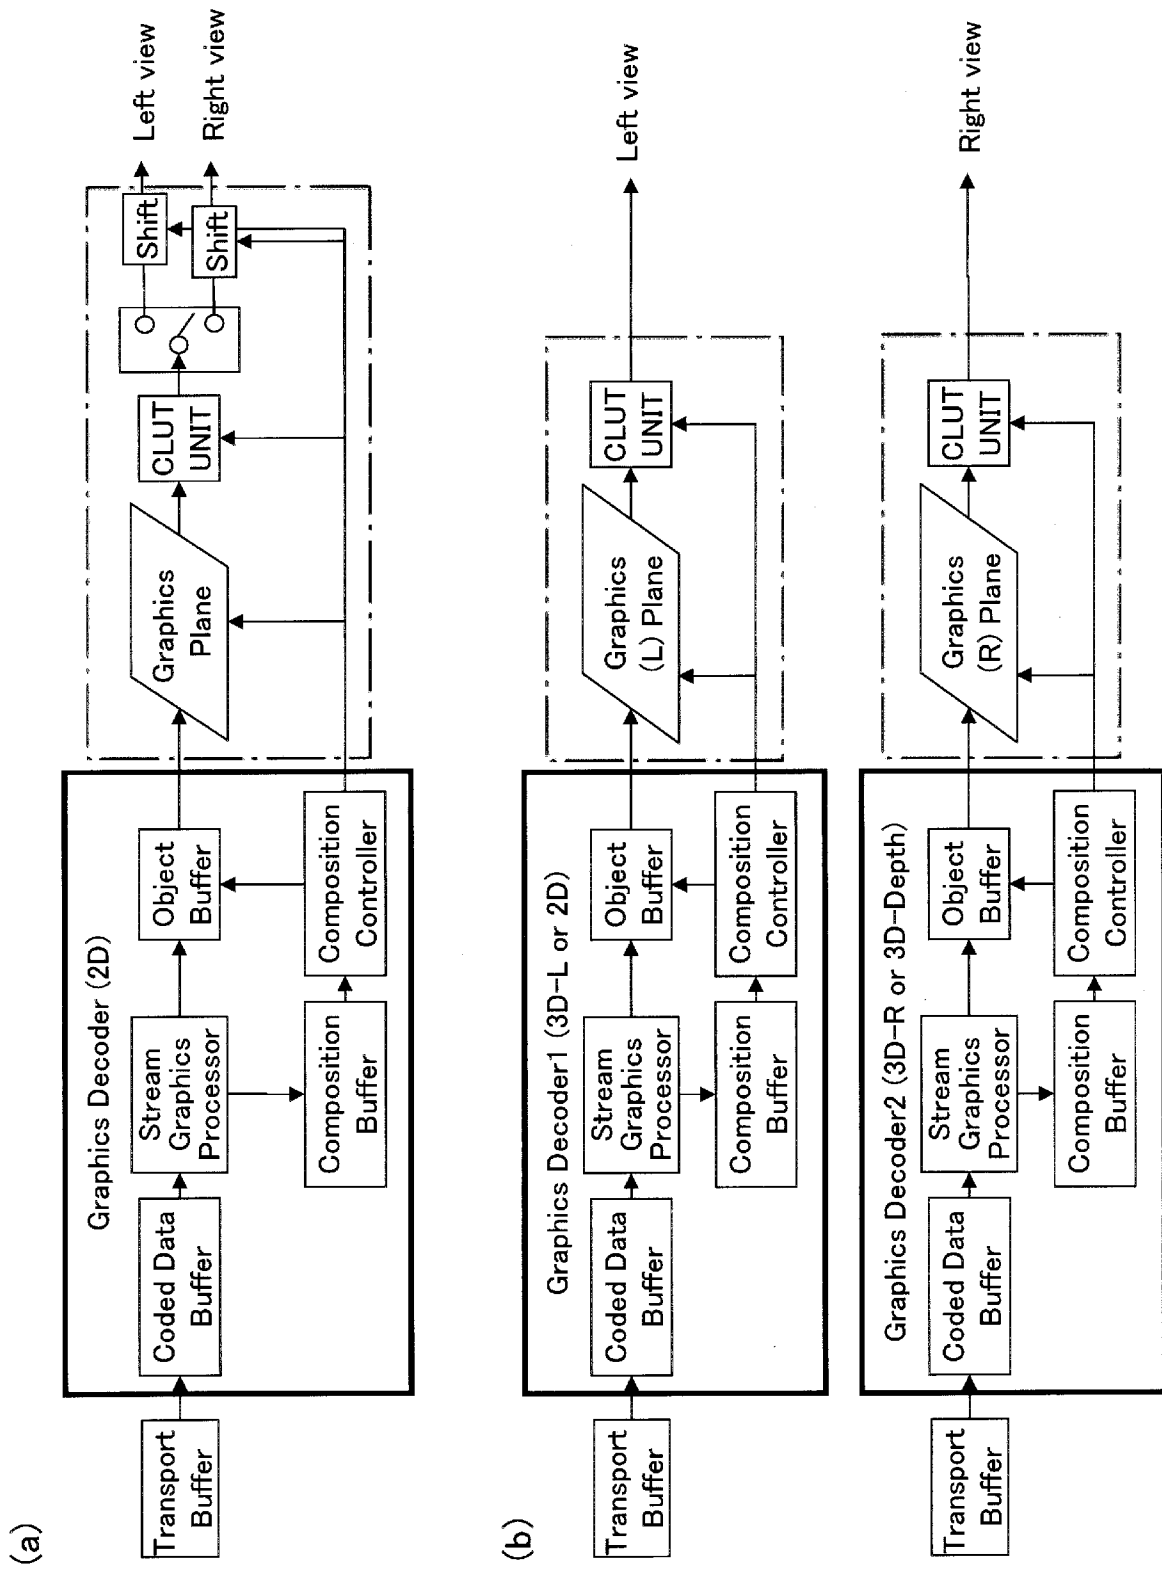 (a)
Graphics Decoder (2D)
Transport
Buffer
Coded Data
Buffer
Stream
Graphics
Processor
Object
Buffer
Composition
Buffer
Composition
Controller
Graphics
Plane
CLUT
UNIT
Shift
Shift
Left view
Right view
(b)
Graphics Decoder1 (3D-L or 2D)
Transport
Buffer
Coded Data
Buffer
Stream
Graphics
Processor
Object
Buffer
Composition
Buffer
Composition
Controller
Graphics
(L) Plane
CLUT
UNIT
Left view
Graphics Decoder2 (3D-R or 3D-Depth)
Transport
Buffer
Coded Data
Buffer
Stream
Graphics
Processor
Object
Buffer
Composition
Buffer
Composition
Controller
Graphics
(R) Plane
CLUT
UNIT
Right view